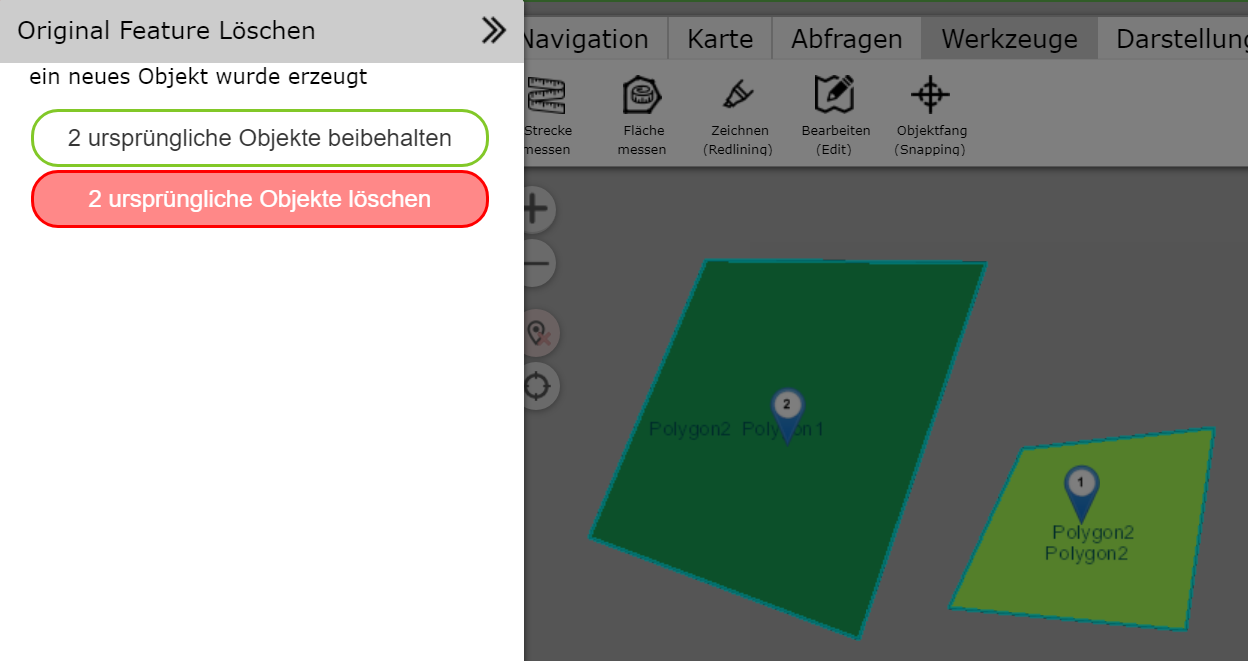 Original Feature Löschen
ein neues Objekt wurde erzeugt
2 ursprüngliche Objekte beibehalten
2 ursprüngliche Objekte löschen
Navigation Karte Abfragen Werkzeuge Darstellung
Strecke messen
Fläche messen
Zeichnen (Redlining)
Bearbeiten (Edit)
Objektfang (Snapping)
2
Polygon2 Polygon1
1
Polygon2
Polygon2